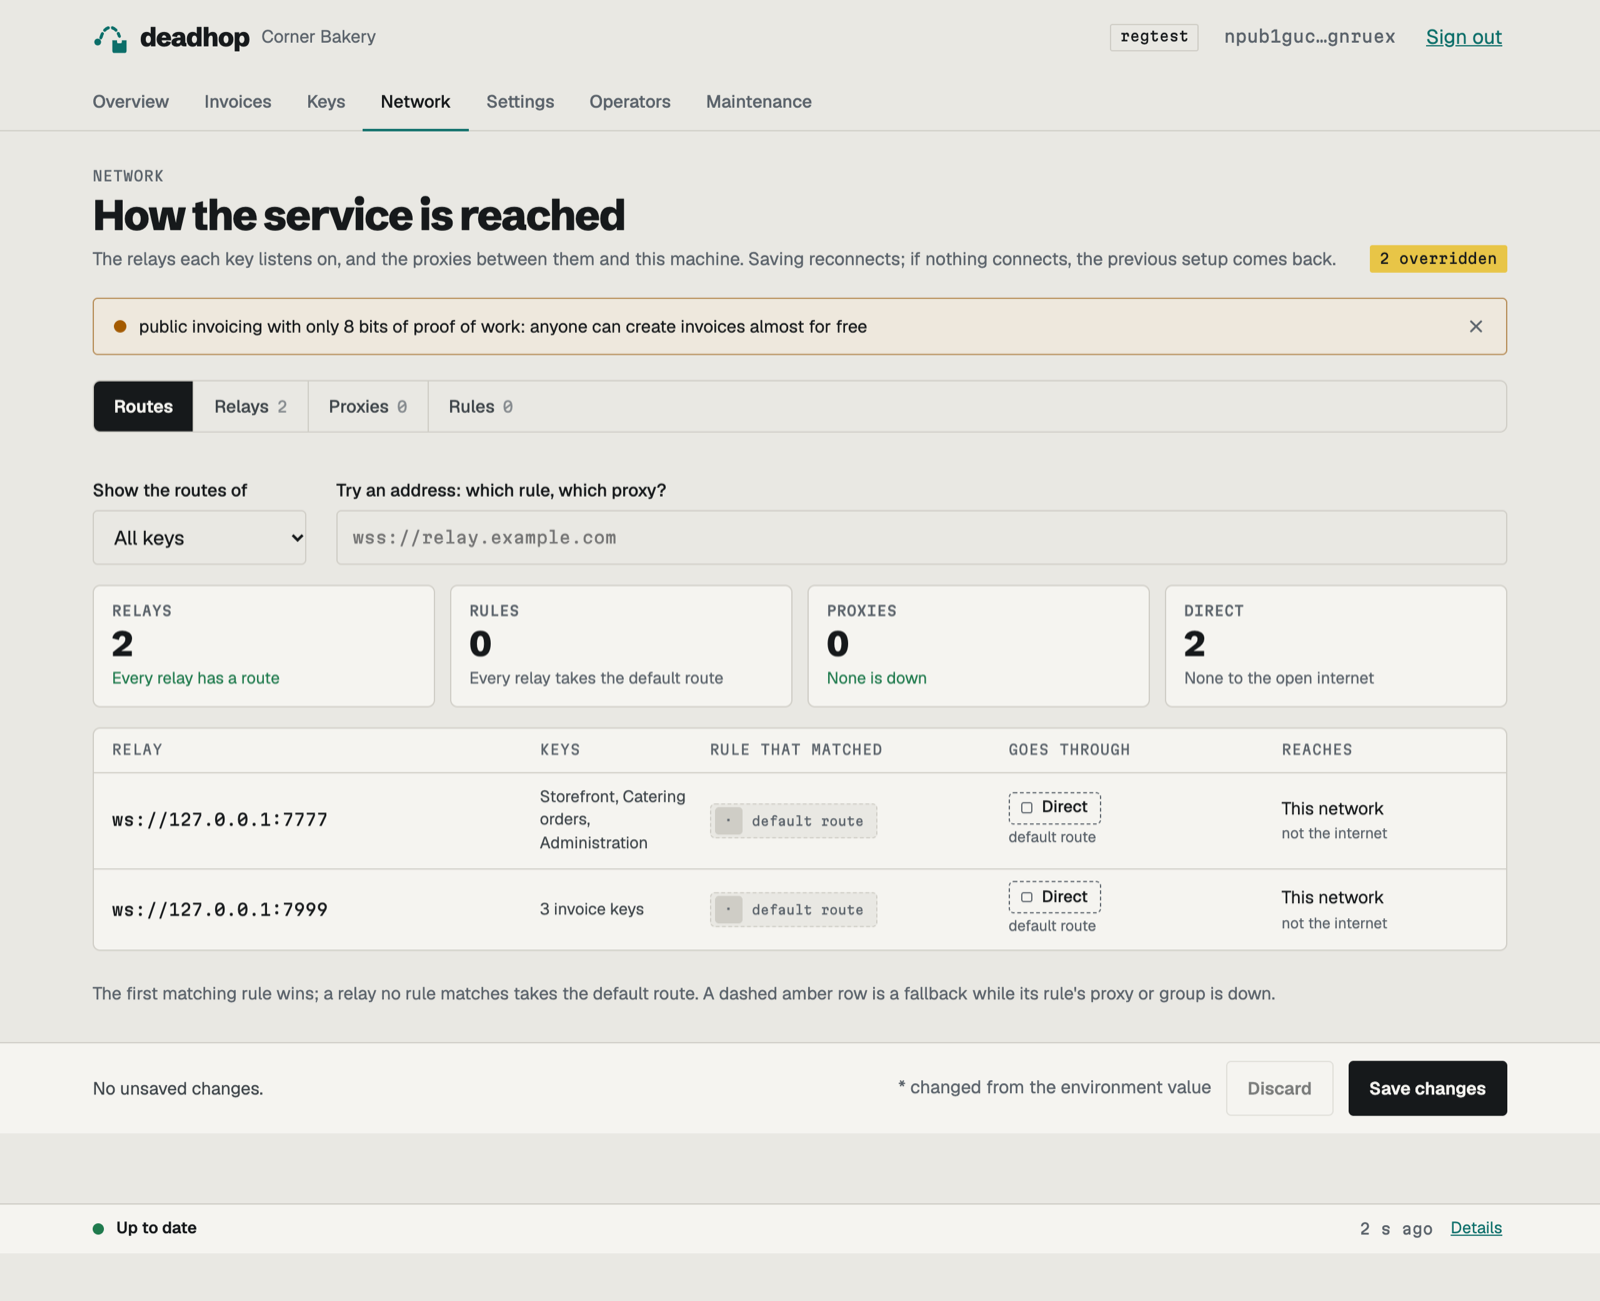 deadhop Corner Bakery
regtest npub1guc…gnruex Sign out
Overview Invoices Keys Network Settings Operators Maintenance
NETWORK
How the service is reached
The relays each key listens on, and the proxies between them and this machine. Saving reconnects; if nothing connects, the previous setup comes back.
2 overridden
public invoicing with only 8 bits of proof of work: anyone can create invoices almost for free
Routes Relays 2 Proxies 0 Rules 0
Show the routes of
All keys
Try an address: which rule, which proxy?
wss://relay.example.com
RELAYS
2
Every relay has a route
RULES
0
Every relay takes the default route
PROXIES
0
None is down
DIRECT
2
None to the open internet
RELAY KEYS RULE THAT MATCHED GOES THROUGH REACHES
ws://127.0.0.1:7777
Storefront, Catering
orders,
Administration
default route
Direct
default route
This network
not the internet
ws://127.0.0.1:7999
3 invoice keys
default route
Direct
default route
This network
not the internet
The first matching rule wins; a relay no rule matches takes the default route. A dashed amber row is a fallback while its rule's proxy or group is down.
No unsaved changes.
* changed from the environment value
Discard
Save changes
Up to date
2 s ago Details